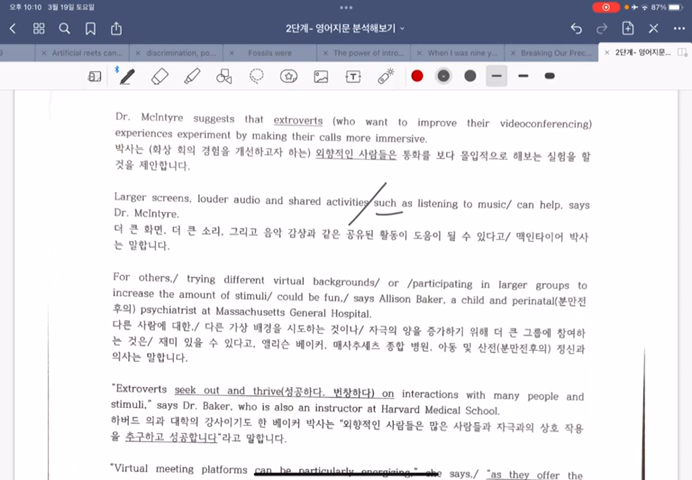 오후 10:10 3월 19일 토요일
87%
2단계- 영어지문 분석해보기
Artificial reets can...
discrimination, po...
Fossils were
The power of Intro...
When I was nine y...
Breaking Our Prec...
2단계- 영어지문...
Dr. McIntyre suggests that extroverts (who want to improve their videoconferencing)
experiences experiment by making their calls more immersive.
박사는 (화상 회의 경험을 개선하고자 하는) 외향적인 사람들은 통화를 보다 몰입적으로 해보는 실험을 할
것을 제안합니다.
Larger screens, louder audio and shared activities/ such as listening to music/ can help, says
Dr. McIntyre.
더 큰 화면, 더 큰 소리, 그리고 음악 감상과 같은 공유된 활동이 도움이 될 수 있다고/ 맥인타이어 박사
는 말합니다.
For others,/ trying different virtual backgrounds/ or /participating in larger groups to
increase the amount of stimuli/ could be fun,/ says Allison Baker, a child and perinatal(분만전
후의) psychiatrist at Massachusetts General Hospital.
다른 사람에 대한,/ 다른 가상 배경을 시도하는 것이나/ 자극의 양을 증가하기 위해 더 큰 그룹에 참여하
는 것은/ 재미 있을 수 있다고, 앨리슨 베이커, 매사추세츠 종합 병원, 아동 및 산전(분만전후의) 정신과
의사는 말합니다.
"Extroverts seek out and thrive(성공하다, 번창하다) on interactions with many people and
stimuli," says Dr. Baker, who is also an instructor at Harvard Medical School.
하버드 의과 대학의 강사이기도 한 베이커 박사는 "외향적인 사람들은 많은 사람들과 자극과의 상호 작용
을 추구하고 성공합니다"라고 말합니다.
"Virtual meeting platforms can be particularly energizing," she says,/ "as they offer the